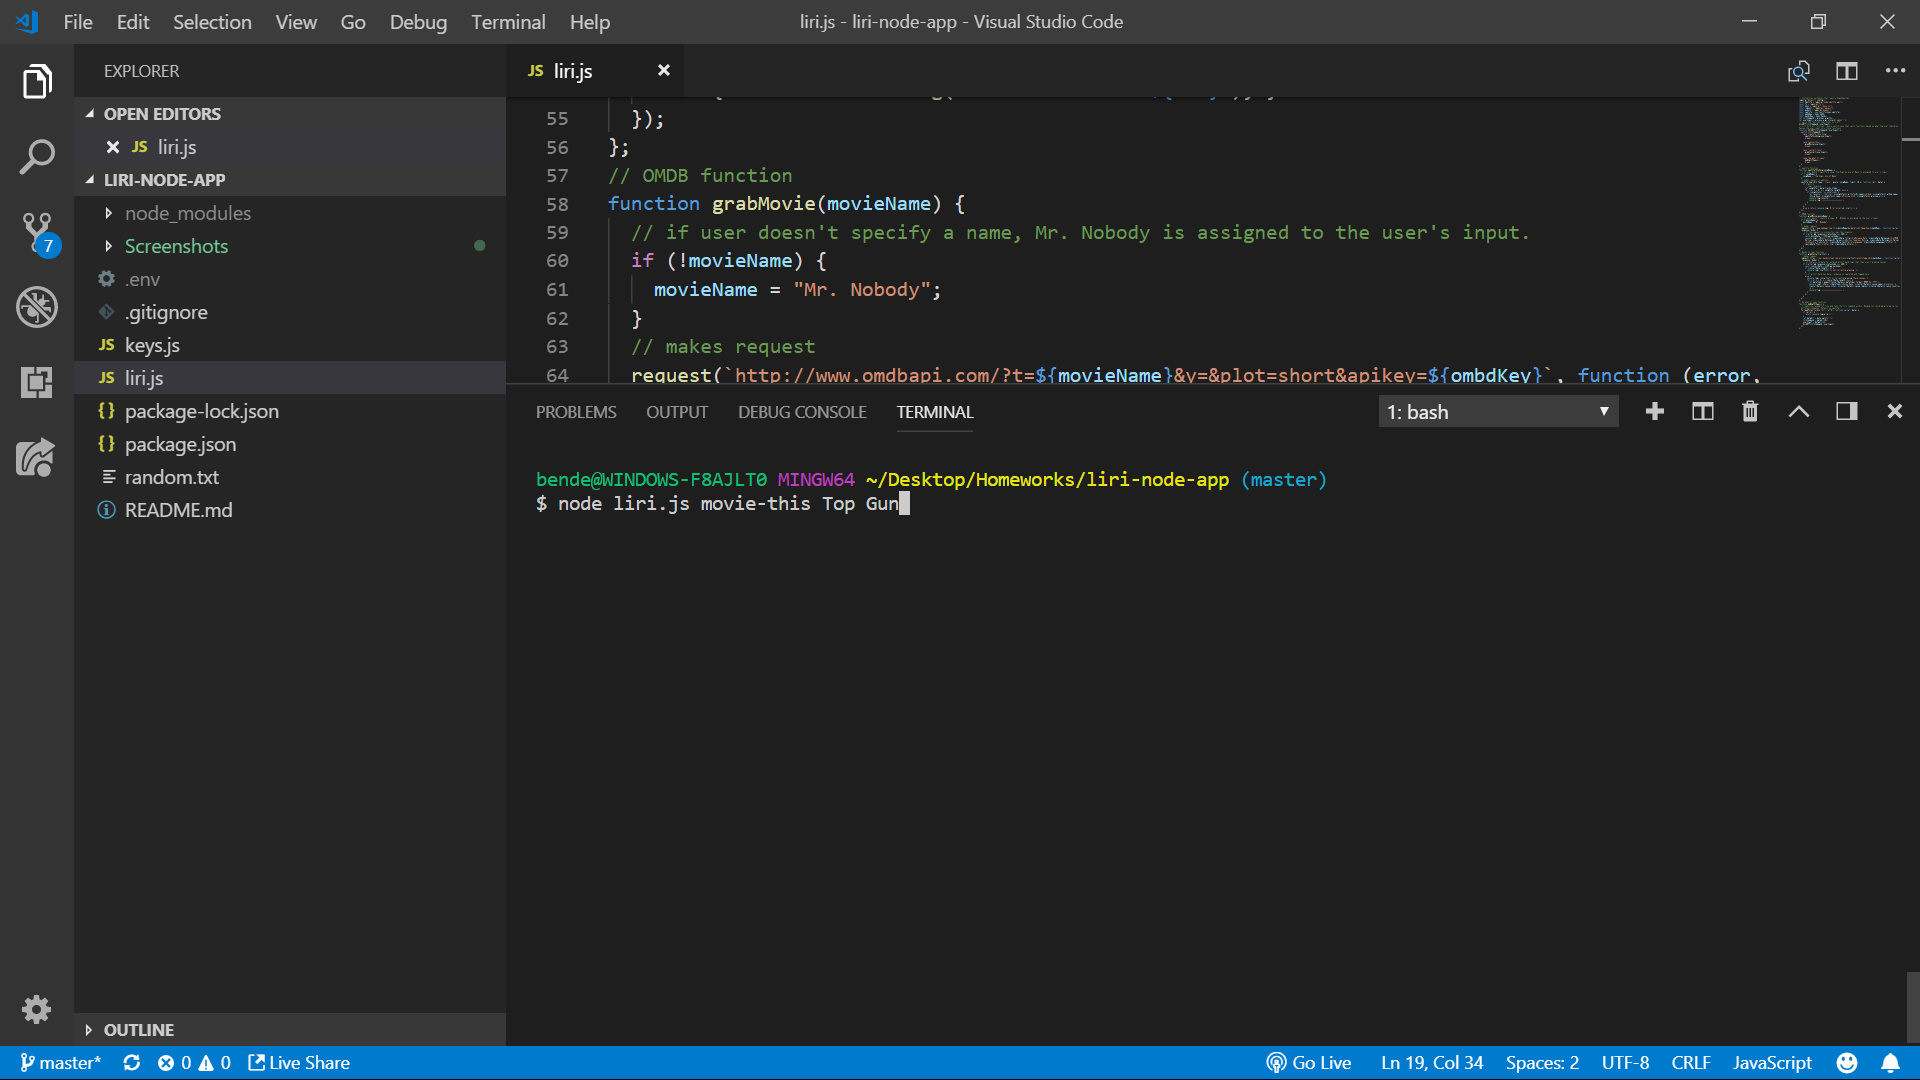 File Edit Selection View Go Debug Terminal Help
liri.js - liri-node-app - Visual Studio Code
EXPLORER
OPEN EDITORS
JS liri.js
LIRI-NODE-APP
node_modules
Screenshots
.env
.gitignore
JS keys.js
JS liri.js
{} package-lock.json
{} package.json
random.txt
README.md
OUTLINE
7
JS liri.js
55 });
56 };
57 // OMDB function
58 function grabMovie(movieName) {
59 // if user doesn't specify a name, Mr. Nobody is assigned to the user's input.
60 if (!movieName) {
61 movieName = "Mr. Nobody";
62 }
63 // makes request
64 request(`http://www.omdbapi.com/?t=${movieName}&y=&plot=short&apikey=${ombdKey}`, function (error,
PROBLEMS OUTPUT DEBUG CONSOLE TERMINAL
1: bash
bende@WINDOWS-F8AJLT0 MINGW64 ~/Desktop/Homeworks/liri-node-app (master)
$ node liri.js movie-this Top Gun
master* 0 0 Live Share
Go Live Ln 19, Col 34 Spaces: 2 UTF-8 CRLF JavaScript